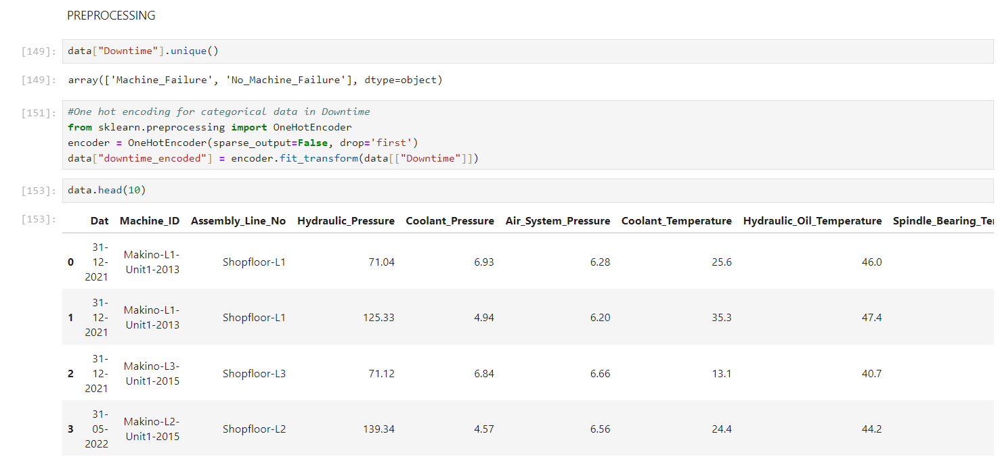 PREPROCESSING
[149]: data["Downtime"].unique()
[149]: array(['Machine_Failure', 'No_Machine_Failure'], dtype=object)
[151]: #One hot encoding for categorical data in Downtime
from sklearn.preprocessing import OneHotEncoder
encoder = OneHotEncoder(sparse_output=False, drop='first')
data["downtime_encoded"] = encoder.fit_transform(data[["Downtime"]])
[153]: data.head(10)
[153]: Dat Machine_ID Assembly_Line_No Hydraulic_Pressure Coolant_Pressure Air_System_Pressure Coolant_Temperature Hydraulic_Oil_Temperature Spindle_Bearing_Te
31-
Makino-L1-
0 12- Shopfloor-L1 71.04 6.93 6.28 25.6 46.0
Unit1-2013
2021
31-
Makino-L1-
1 12- Shopfloor-L1 125.33 4.94 6.20 35.3 47.4
Unit1-2013
2021
31-
Makino-L3-
2 12- Shopfloor-L3 71.12 6.84 6.66 13.1 40.7
Unit1-2015
2021
31-
Makino-L2-
3 05- Shopfloor-L2 139.34 4.57 6.56 24.4 44.2
Unit1-2015
2022